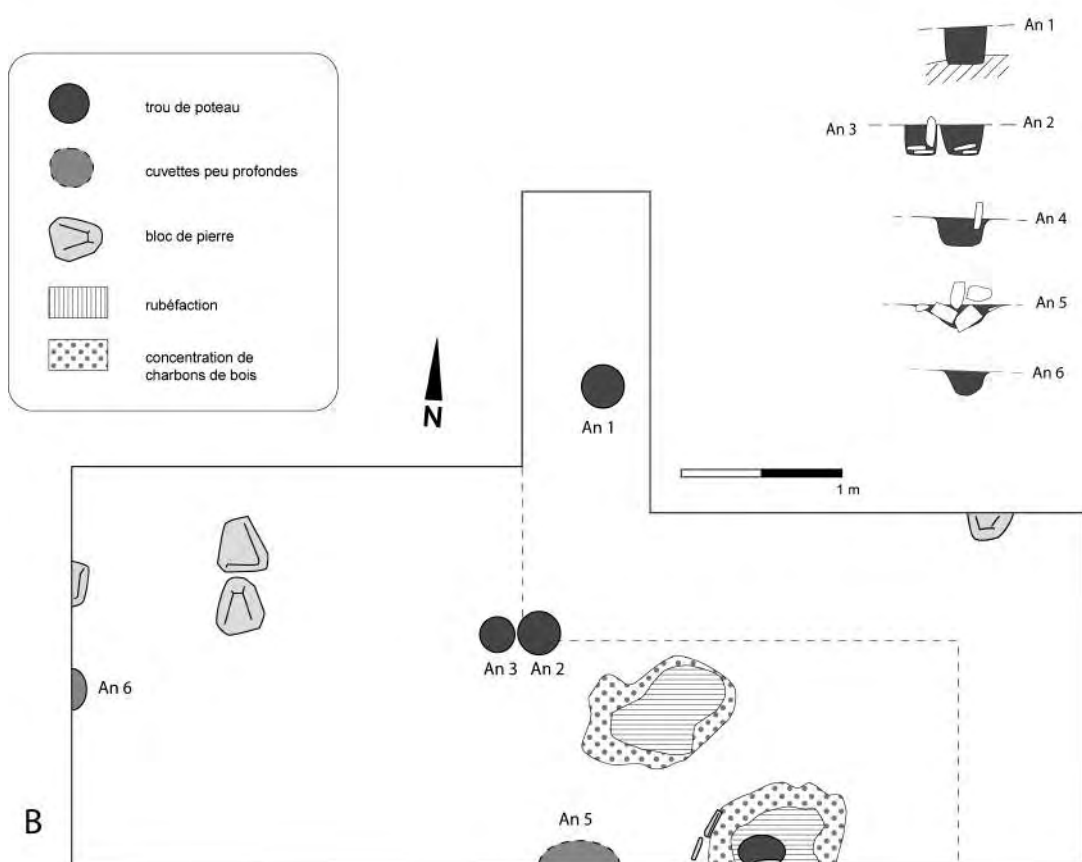 trou de poteau
cuvettes peu profondes
bloc de pierre
rubéfaction
concentration de
charbons de bois
An 1
An 3
An 2
An 4
An 5
An 6
N
An 1
1 m
An 3
An 2
An 6
An 5
B